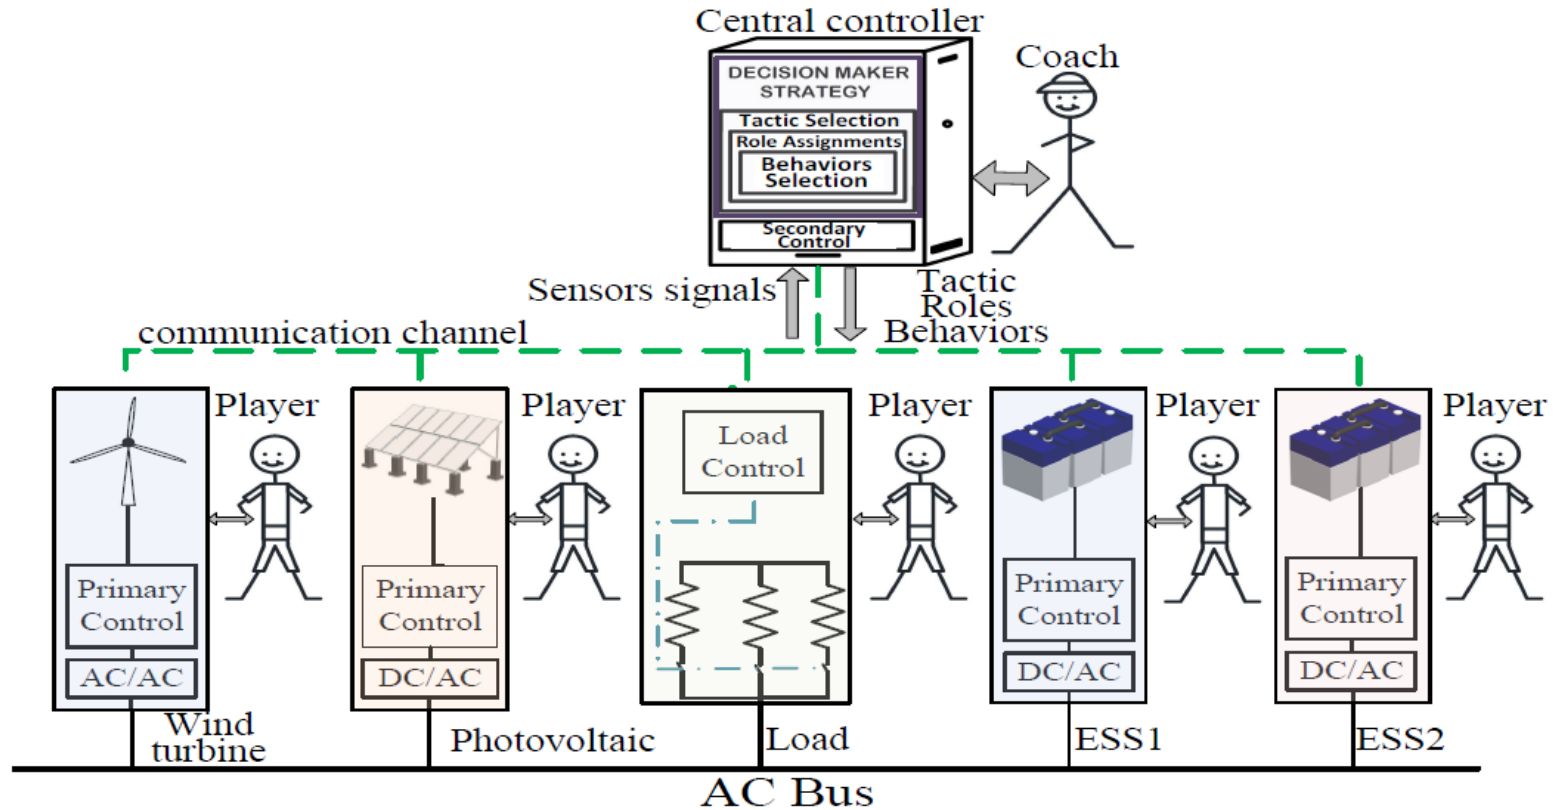 Central controller
Coach
DECISION MAKER
STRATEGY
Tactic Selection
Role Assignments
Behaviors
Selection
Secondary
Control
Sensors signals
Tactic
Roles
Behaviors
communication channel
Player
Player
Player
Player
Player
Load
Control
Primary
Control
Primary
Control
Primary
Control
Primary
Control
AC/AC
DC/AC
DC/AC
DC/AC
Wind
turbine
Photovoltaic
Load
ESS1
ESS2
AC Bus